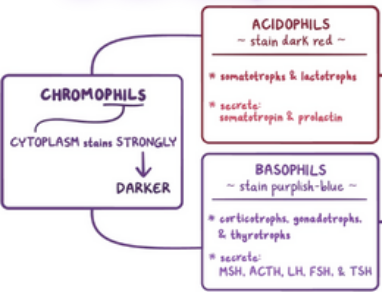 CHROMOPHILS
CYTOPLASM stains STRONGLY
DARKER
ACIDOPHILS
~ stain dark red ~
* somatotrophs & lactotrophs
* secrete:
somatotropin & prolactin
BASOPHILS
~ stain purplish-blue ~
* corticotrophs, gonadotrophs,
& thyrotrophs
* secrete:
MSH, ACTH, LH, FSH, & TSH